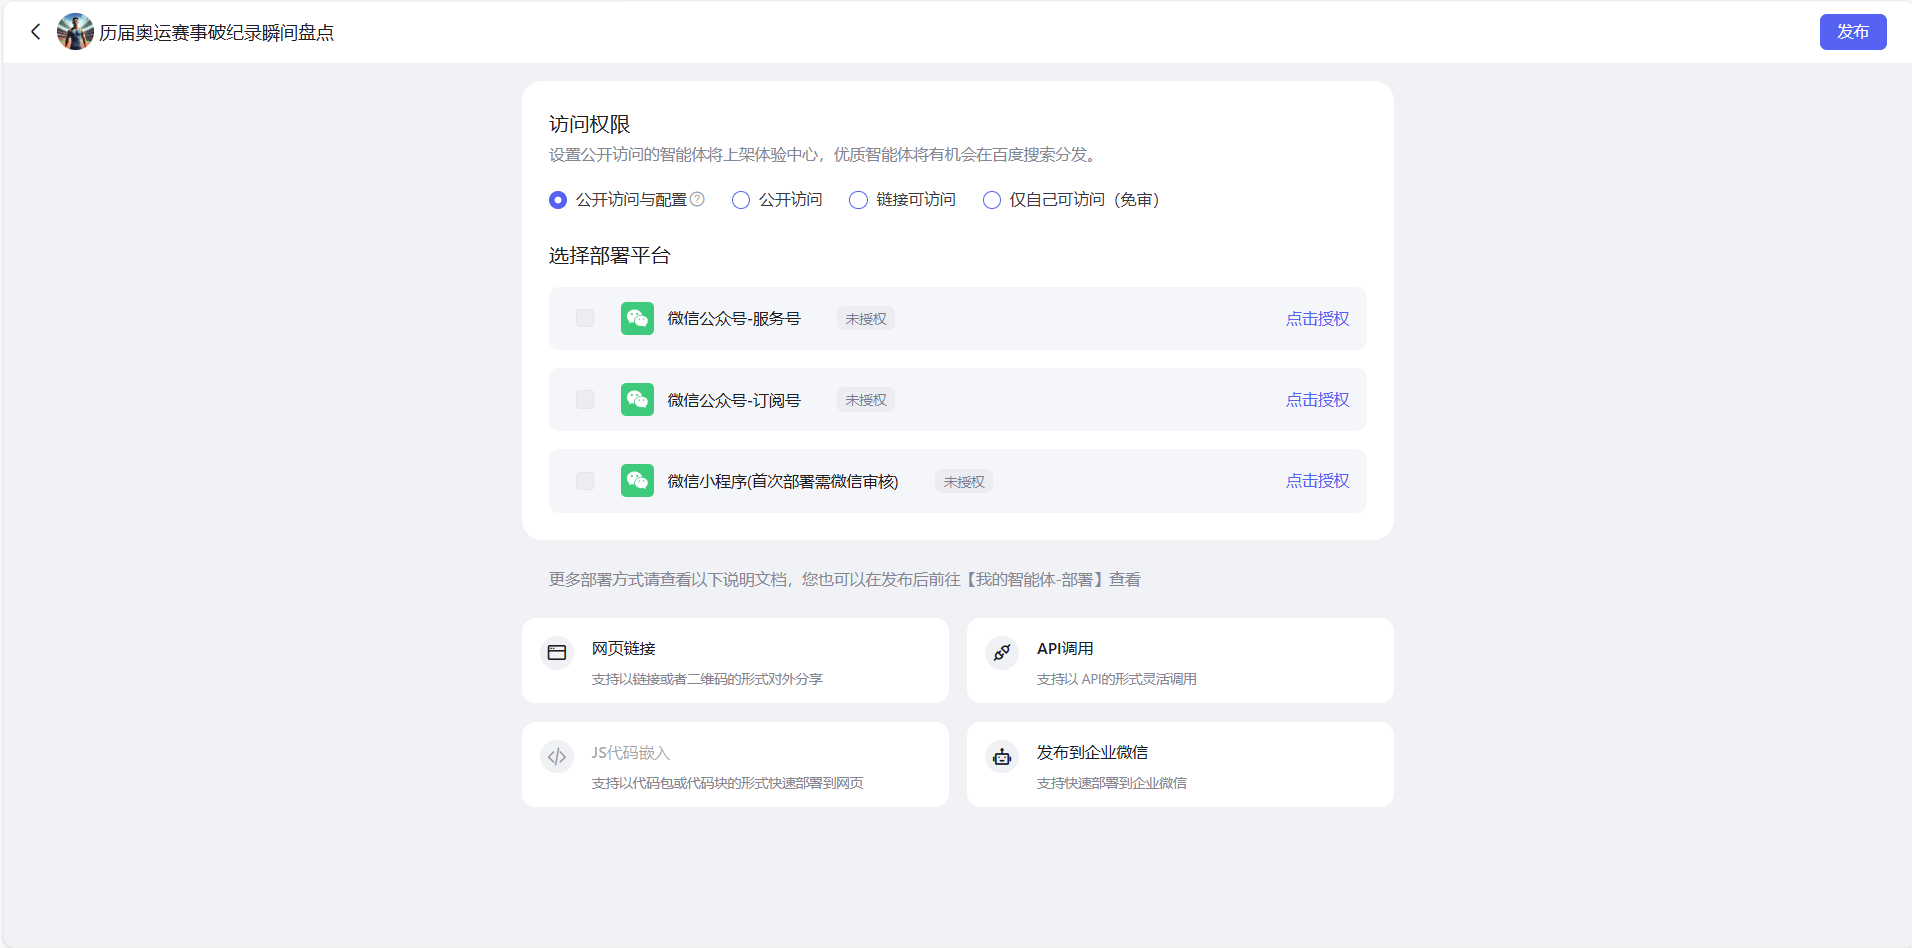 历届奥运赛事破纪录瞬间盘点
发布
访问权限
设置公开访问的智能体将上架体验中心，优质智能体将有机会在百度搜索分发。
公开访问与配置 公开访问 链接可访问 仅自己可访问（免审）
选择部署平台
微信公众号-服务号 未授权 点击授权
微信公众号-订阅号 未授权 点击授权
微信小程序(首次部署需微信审核) 未授权 点击授权
更多部署方式请查看以下说明文档，您也可以在发布后前往【我的智能体-部署】查看
网页链接
支持以链接或者二维码的形式对外分享
API调用
支持以 API的形式灵活调用
JS代码嵌入
支持以代码包或代码块的形式快速部署到网页
发布到企业微信
支持快速部署到企业微信